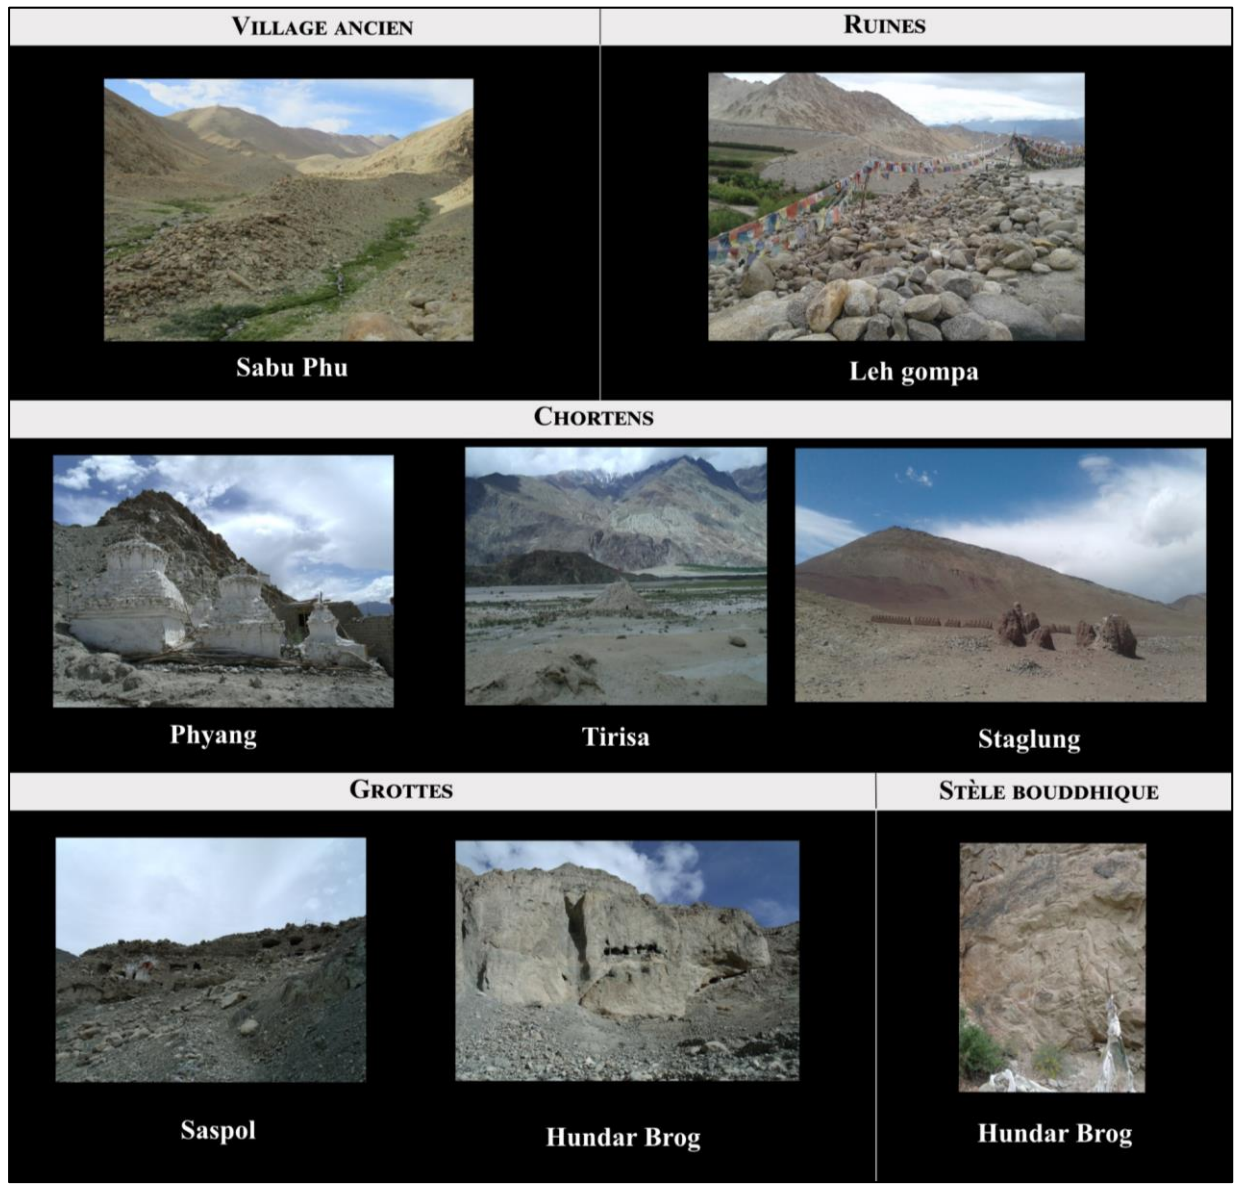 VILLAGE ANCIEN
RUINES
Sabu Phu
Leh gompa
CHORTENS
Phyang
Tirisa
Staglung
GROTTES
STÈLE BOUDDHIQUE
Saspol
Hundar Brog
Hundar Brog